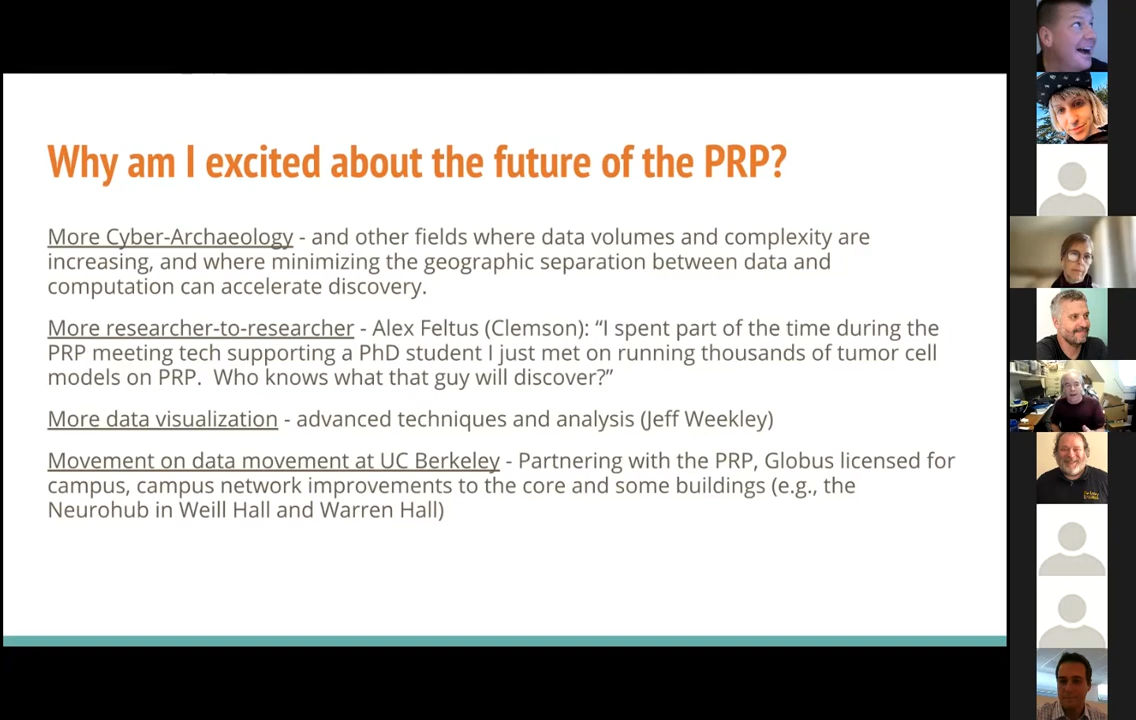 Why am I excited about the future of the PRP?
More Cyber-Archaeology - and other fields where data volumes and complexity are
increasing, and where minimizing the geographic separation between data and
computation can accelerate discovery.
More researcher-to-researcher - Alex Feltus (Clemson): “I spent part of the time during the
PRP meeting tech supporting a PhD student I just met on running thousands of tumor cell
models on PRP.  Who knows what that guy will discover?”
More data visualization - advanced techniques and analysis (Jeff Weekley)
Movement on data movement at UC Berkeley - Partnering with the PRP, Globus licensed for
campus, campus network improvements to the core and some buildings (e.g., the
Neurohub in Weill Hall and Warren Hall)